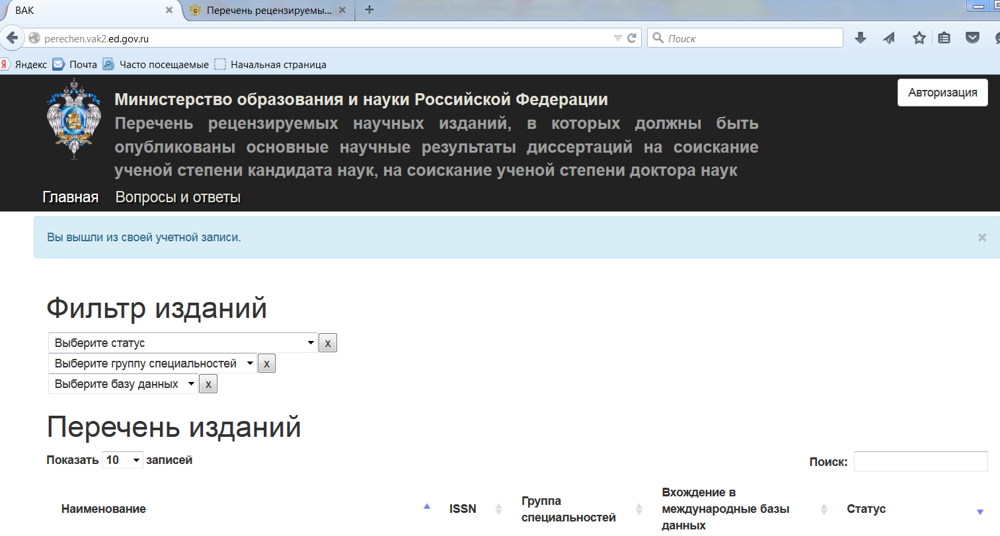 ВАК
Перечень рецензируемы...
perechen.vak2.ed.gov.ru
Поиск
Я Яндекс Почта Часто посещаемые Начальная страница
Министерство образования и науки Российской Федерации
Авторизация
Перечень рецензируемых научных изданий, в которых должны быть
опубликованы основные научные результаты диссертаций на соискание
ученой степени кандидата наук, на соискание ученой степени доктора наук
Главная Вопросы и ответы
Вы вышли из своей учетной записи. ×
Фильтр изданий
Выберите статус x
Выберите группу специальностей x
Выберите базу данных x
Перечень изданий
Показать 10 записей
Поиск:
Наименование
ISSN
Группа
специальностей
Вхождение в
международные базы
данных
Статус